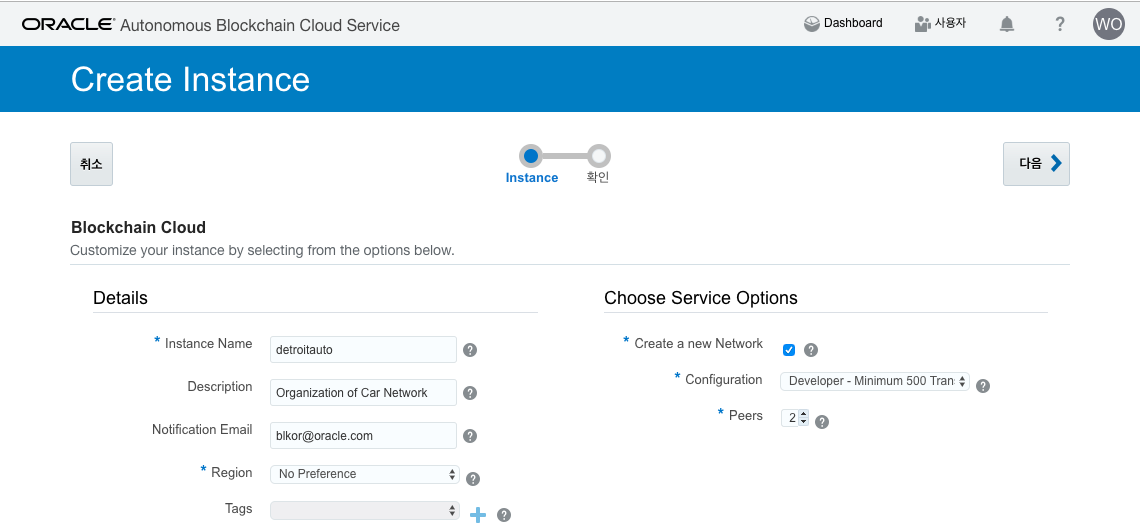 ORACLE® Autonomous Blockchain Cloud Service Dashboard 사용자 ? WO
Create Instance
취소
Instance 확인
다음
Blockchain Cloud
Customize your instance by selecting from the options below.
Details
* Instance Name detroitauto ?
Description Organization of Car Network ?
Notification Email blkor@oracle.com ?
* Region No Preference ?
Tags ?
Choose Service Options
* Create a new Network ?
* Configuration Developer - Minimum 500 Tran ?
* Peers 2 ?